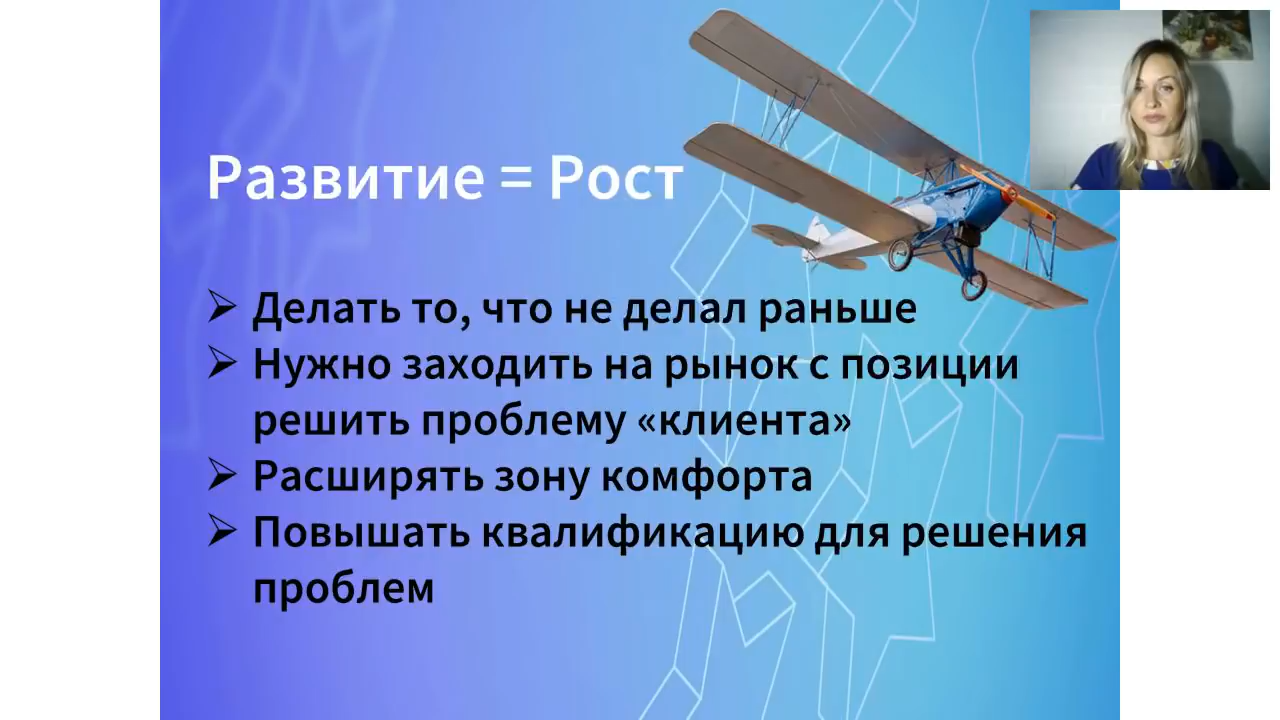 Развитие = Рост
➢ Делать то, что не делал раньше
➢ Нужно заходить на рынок с позиции
решить проблему «клиента»
➢ Расширять зону комфорта
➢ Повышать квалификацию для решения
проблем